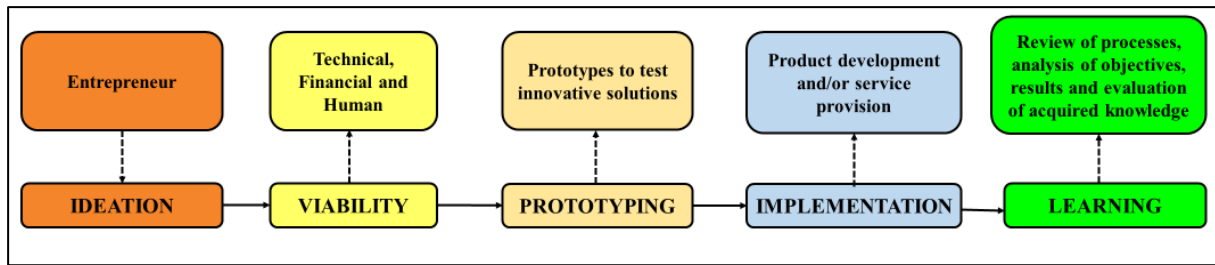 Entrepreneur
Technical,
Financial and
Human
Prototypes to test
innovative solutions
Product development
and/or service
provision
Review of processes,
analysis of objectives,
results and evaluation
of acquired knowledge
IDEATION
VIABILITY
PROTOTYPING
IMPLEMENTATION
LEARNING